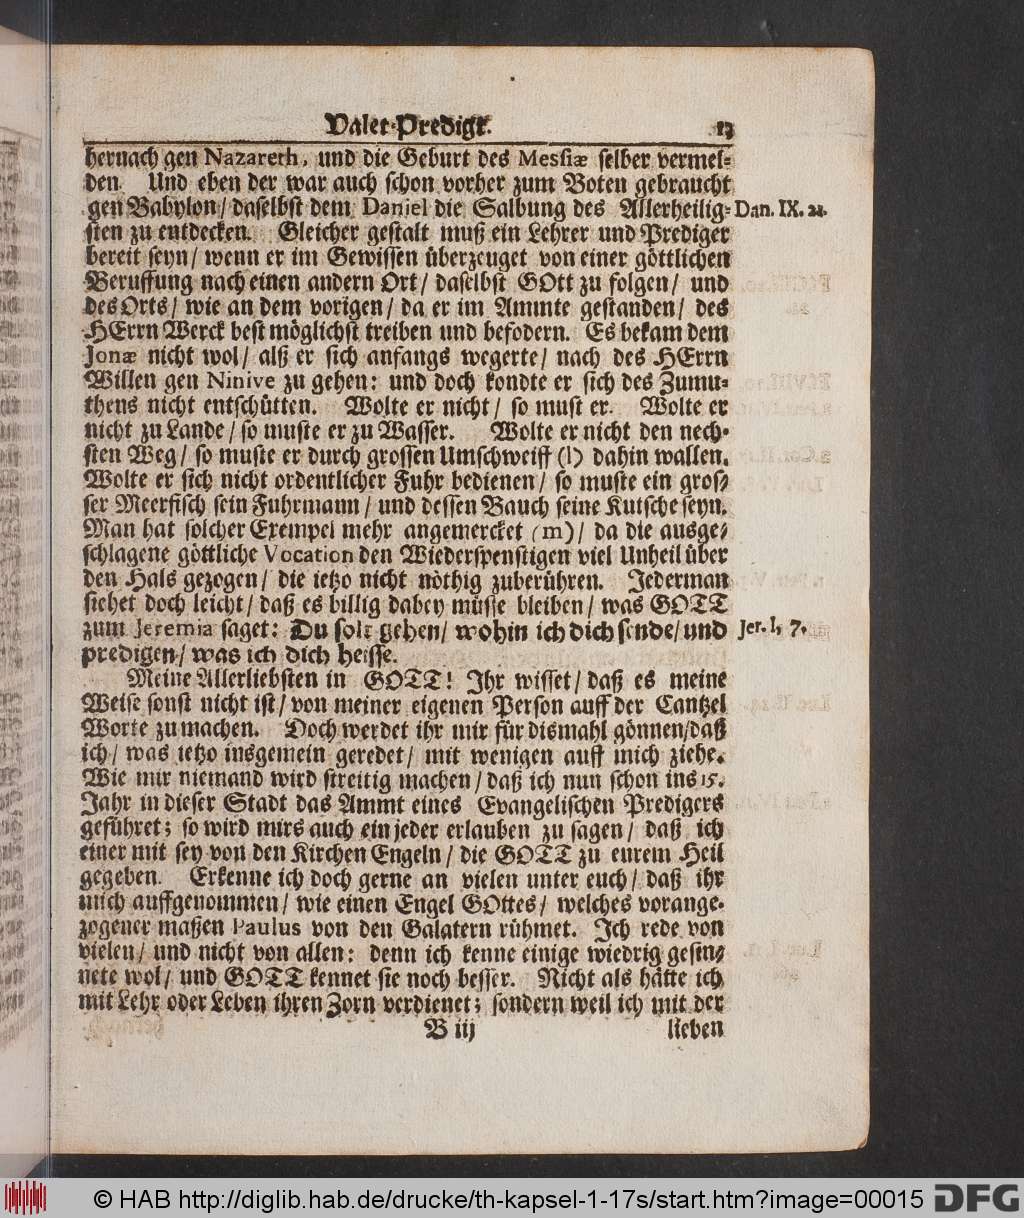 Valet-Predigt. 13
hernach gen Nazareth, und die Geburt des Messiæ selber vermel-
den. Und eben der war auch schon vorher zum Boten gebraucht
gen Babylon/ daselbst dem Daniel die Salbung des Allerheilig- Dan. IX. 24.
sten zu entdecken. Gleicher gestalt muß ein Lehrer und Prediger
bereit seyn/ wenn er im Gewissen überzeuget von einer göttlichen
Beruffung nach einen andern Ort/ daselbst GOtt zu folgen/ und
des Orts/ wie an dem vorigen/ da er im Ammte gestanden/ des
HErrn Werck best möglichst treiben und befodern. Es bekam dem
Jonæ nicht wol/ alß er sich anfangs wegerte/ nach des HErrn
Willen gen Ninive zu gehen: und doch kondte er sich des Zumu-
thens nicht entschütten. Wolte er nicht/ so must er. Wolte er
nicht zu Lande/ so muste er zu Wasser. Wolte er nicht den nech-
sten Weg/ so muste er durch grossen Umschweiff (l) dahin wallen.
Wolte er sich nicht ordentlicher Fuhr bedienen/ so muste ein gros-
ser Meerfisch sein Fuhrmann/ und dessen Bauch seine Kutsche seyn.
Man hat solcher Exempel mehr angemercket (m)/ da die ausge-
schlagene göttliche Vocation den Wiederspenstigen viel Unheil über
den Hals gezogen/ die ietzo nicht nöthig zuberühren. Jederman
siehet doch leicht/ daß es billig dabey müsse bleiben/ was GOTT
zum Jeremia saget: Du solt gehen/ wohin ich dich sende/ und Jer. I, 7.
predigen/ was ich dich heisse.
Meine Allerliebsten in GOTT! Ihr wisset/ daß es meine
Weise sonst nicht ist/ von meiner eigenen Person auff der Cantzel
Worte zu machen. Doch werdet ihr mir für dismahl gönnen/ daß
ich/ was ietzo insgemein geredet/ mit wenigen auff mich ziehe.
Wie mir niemand wird streitig machen/ daß ich nun schon ins 15.
Jahr in dieser Stadt das Ammt eines Evangelischen Predigers
geführet; so wird mirs auch ein jeder erlauben zu sagen/ daß ich
einer mit sey von den Kirchen Engeln/ die GOTT zu eurem Heil
gegeben. Erkenne ich doch gerne an vielen unter euch/ daß ihr
mich auffgenommen/ wie einen Engel GOttes/ welches vorange-
zogener maßen Paulus von den Galatern rühmet. Ich rede von
vielen/ und nicht von allen: denn ich kenne einige wiedrig gesin-
nete wol/ und GOTT kennet sie noch besser. Nicht als hätte ich
mit Lehr oder Leben ihren Zorn verdienet; sondern weil ich mit der
B iij lieben
© HAB http://diglib.hab.de/drucke/th-kapsel-1-17s/start.htm?image=00015 DFG